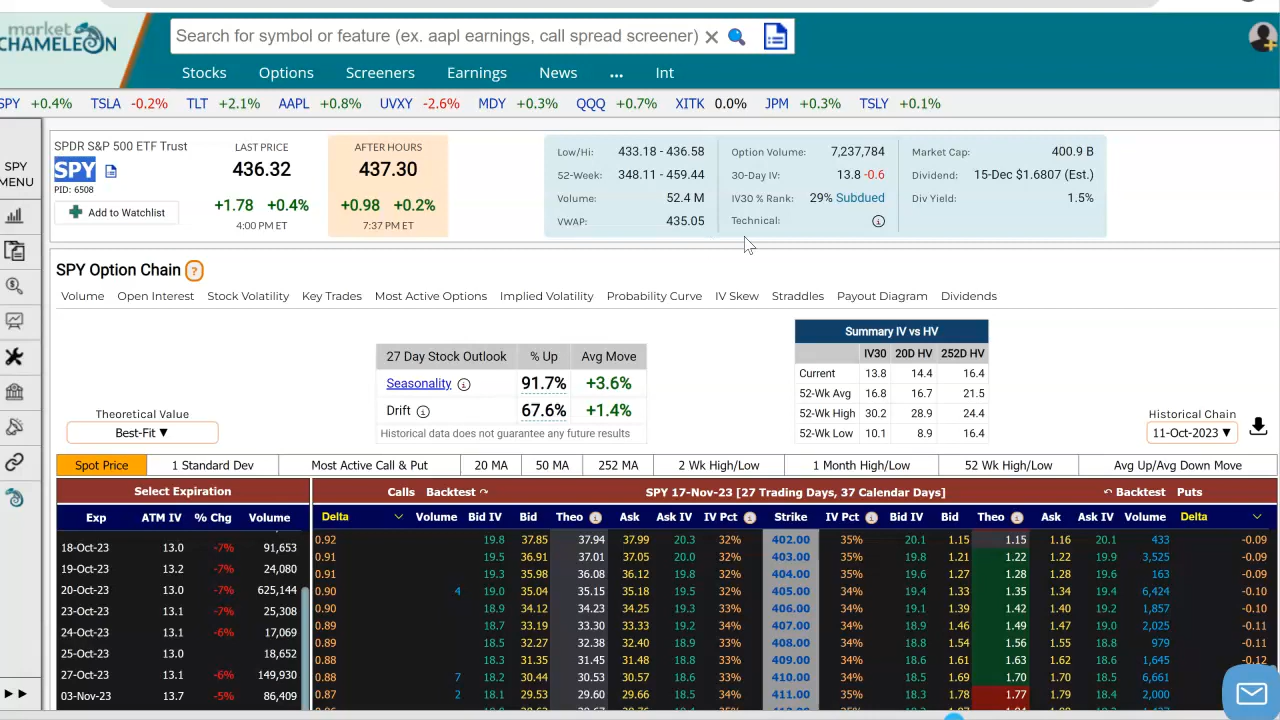 market
CHAMELEON
Search for symbol or feature (ex. aapl earnings, call spread screener)
Stocks Options Screeners Earnings News ... Int
SPY +0.4% TSLA -0.2% TLT +2.1% AAPL +0.8% UVXY -2.6% MDY +0.3% QQQ +0.7% XITK 0.0% JPM +0.3% TSLY +0.1%
SPY
MENU
SPDR S&P 500 ETF Trust
SPY
PID: 6508
Add to Watchlist
LAST PRICE
436.32
+1.78 +0.4%
4:00 PM ET
AFTER HOURS
437.30
+0.98 +0.2%
7:37 PM ET
Low/Hi: 433.18 - 436.58
52-Week: 348.11 - 459.44
Volume: 52.4 M
VWAP: 435.05
Option Volume: 7,237,784
30-Day IV: 13.8 -0.6
IV30 % Rank: 29% Subdued
Technical:
Market Cap: 400.9 B
Dividend: 15-Dec $1.6807 (Est.)
Div Yield: 1.5%
SPY Option Chain ?
Volume Open Interest Stock Volatility Key Trades Most Active Options Implied Volatility Probability Curve IV Skew Straddles Payout Diagram Dividends
Theoretical Value
Best-Fit ▼
27 Day Stock Outlook % Up Avg Move
Seasonality 91.7% +3.6%
Drift 67.6% +1.4%
Historical data does not guarantee any future results
Summary IV vs HV
IV30 20D HV 252D HV
Current 13.8 14.4 16.4
52-Wk Avg 16.8 16.7 21.5
52-Wk High 30.2 28.9 24.4
52-Wk Low 10.1 8.9 16.4
Historical Chain
11-Oct-2023 ▼
Spot Price 1 Standard Dev Most Active Call & Put 20 MA 50 MA 252 MA 2 Wk High/Low 1 Month High/Low 52 Wk High/Low Avg Up/Avg Down Move
Select Expiration
Exp ATM IV % Chg Volume
18-Oct-23 13.0 -7% 91,653
19-Oct-23 13.2 -7% 24,080
20-Oct-23 13.0 -7% 625,144
23-Oct-23 13.1 -7% 25,308
24-Oct-23 13.1 -6% 17,069
25-Oct-23 13.0 18,652
27-Oct-23 13.1 -6% 149,930
03-Nov-23 13.7 -5% 86,409
Calls Backtest SPY 17-Nov-23 [27 Trading Days, 37 Calendar Days] Backtest Puts
Delta Volume Bid IV Bid Theo Ask Ask IV IV Pct Strike IV Pct Bid IV Bid Theo Ask Ask IV Volume Delta
0.92 19.8 37.85 37.94 37.99 20.3 32% 402.00 35% 20.1 1.15 1.15 1.16 20.1 433 -0.09
0.91 19.5 36.91 37.01 37.05 20.0 33% 403.00 35% 19.8 1.21 1.22 1.22 19.9 3,525 -0.09
0.91 19.3 35.98 36.08 36.12 19.8 32% 404.00 35% 19.6 1.27 1.28 1.28 19.6 163 -0.09
0.90 4 19.0 35.04 35.15 35.18 19.5 32% 405.00 34% 19.4 1.33 1.35 1.34 19.4 6,424 -0.10
0.90 18.9 34.12 34.23 34.25 19.3 33% 406.00 34% 19.1 1.39 1.42 1.40 19.2 1,857 -0.10
0.89 18.7 33.19 33.30 33.33 19.2 34% 407.00 34% 18.9 1.46 1.49 1.47 19.0 2,025 -0.11
0.89 18.5 32.27 32.38 32.40 18.9 34% 408.00 34% 18.8 1.54 1.56 1.55 18.8 979 -0.11
0.88 18.3 31.35 31.45 31.48 18.8 33% 409.00 34% 18.6 1.61 1.63 1.62 18.6 1,645 -0.12
0.88 7 18.2 30.44 30.53 30.57 18.6 33% 410.00 34% 18.5 1.69 1.70 1.70 18.5 6,661
0.87 2 18.1 29.53 29.60 29.66 18.5 34% 411.00 35% 18.3 1.78 1.77 1.79 18.4 2,000